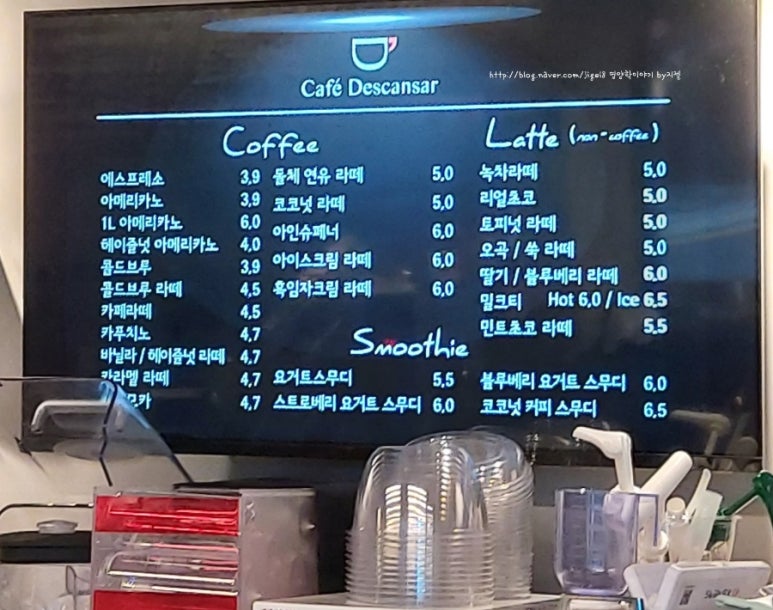 http://blog.naver.com/jigei8 영양학이야기 by지젤
Café Descansar
Coffee
에스프레소 3,9
아메리카노 3,9
1L 아메리카노 6,0
헤이즐넛 아메리카노 4,0
콜드브루 3,9
콜드브루 라떼 4,5
카페라떼 4,5
카푸치노 4,7
바닐라 / 헤이즐넛 라떼 4,7
카라멜 라떼 4,7
모카 4,7
돌체 연유 라떼 5,0
코코넛 라떼 5,0
아인슈페너 6,0
아이스크림 라떼 6,0
흑임자크림 라떼 6,0
Latte (non-coffee)
녹차라떼 5,0
리얼초코 5,0
토피넛 라떼 5,0
오곡 / 쑥 라떼 5,0
딸기 / 블루베리 라떼 6,0
밀크티 Hot 6,0 / Ice 6,5
민트초코 라떼 5,5
Smoothie
요거트스무디 5,5
스트로베리 요거트 스무디 6,0
블루베리 요거트 스무디 6,0
코코넛 커피 스무디 6,5